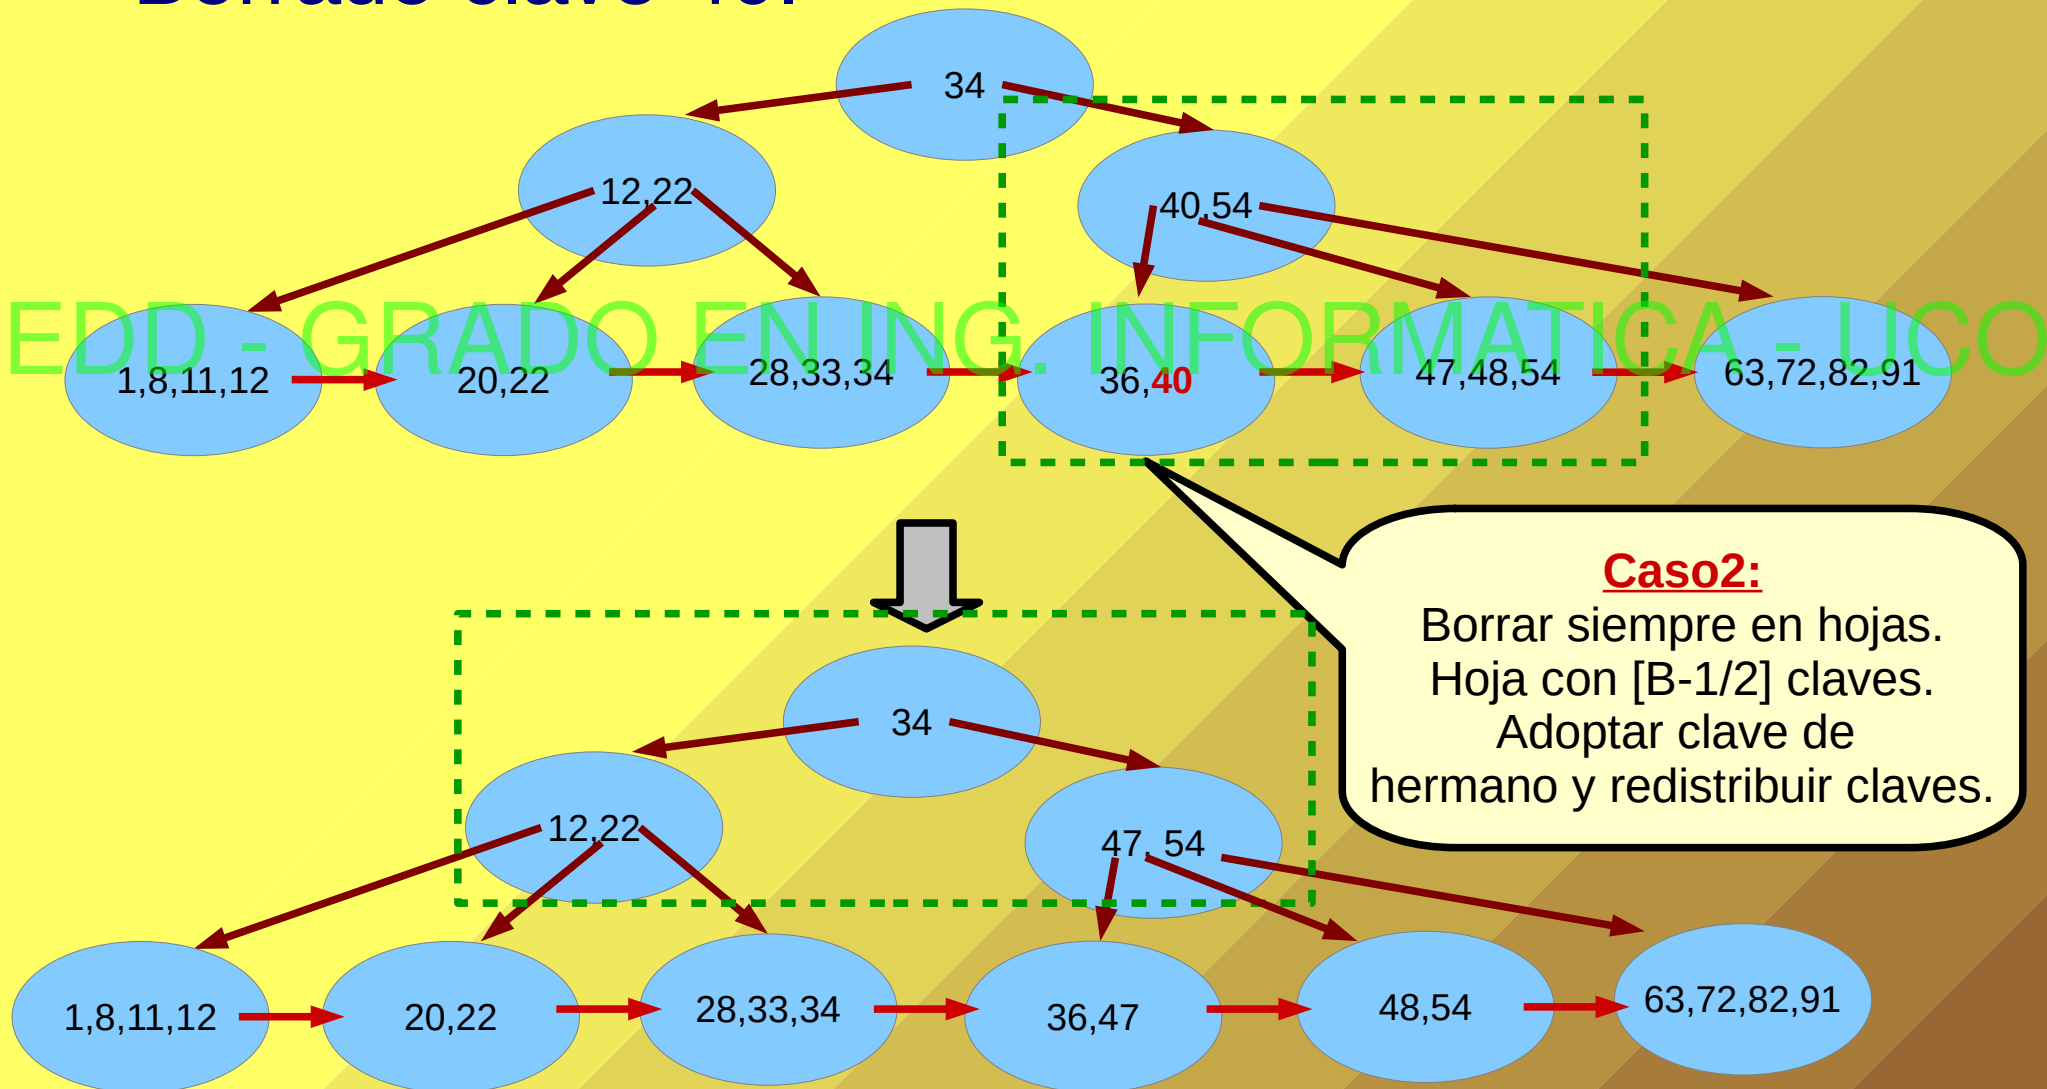 Borrado clave 40:
34
12,22
40,54
EDD - GRADO EN ING. INFORMATICA - UCO
1,8,11,12
20,22
28,33,34
36,40
47,48,54
63,72,82,91
Caso2:
Borrar siempre en hojas.
Hoja con [B-1/2] claves.
Adoptar clave de
hermano y redistribuir claves.
34
12,22
47, 54
1,8,11,12
20,22
28,33,34
36,47
48,54
63,72,82,91